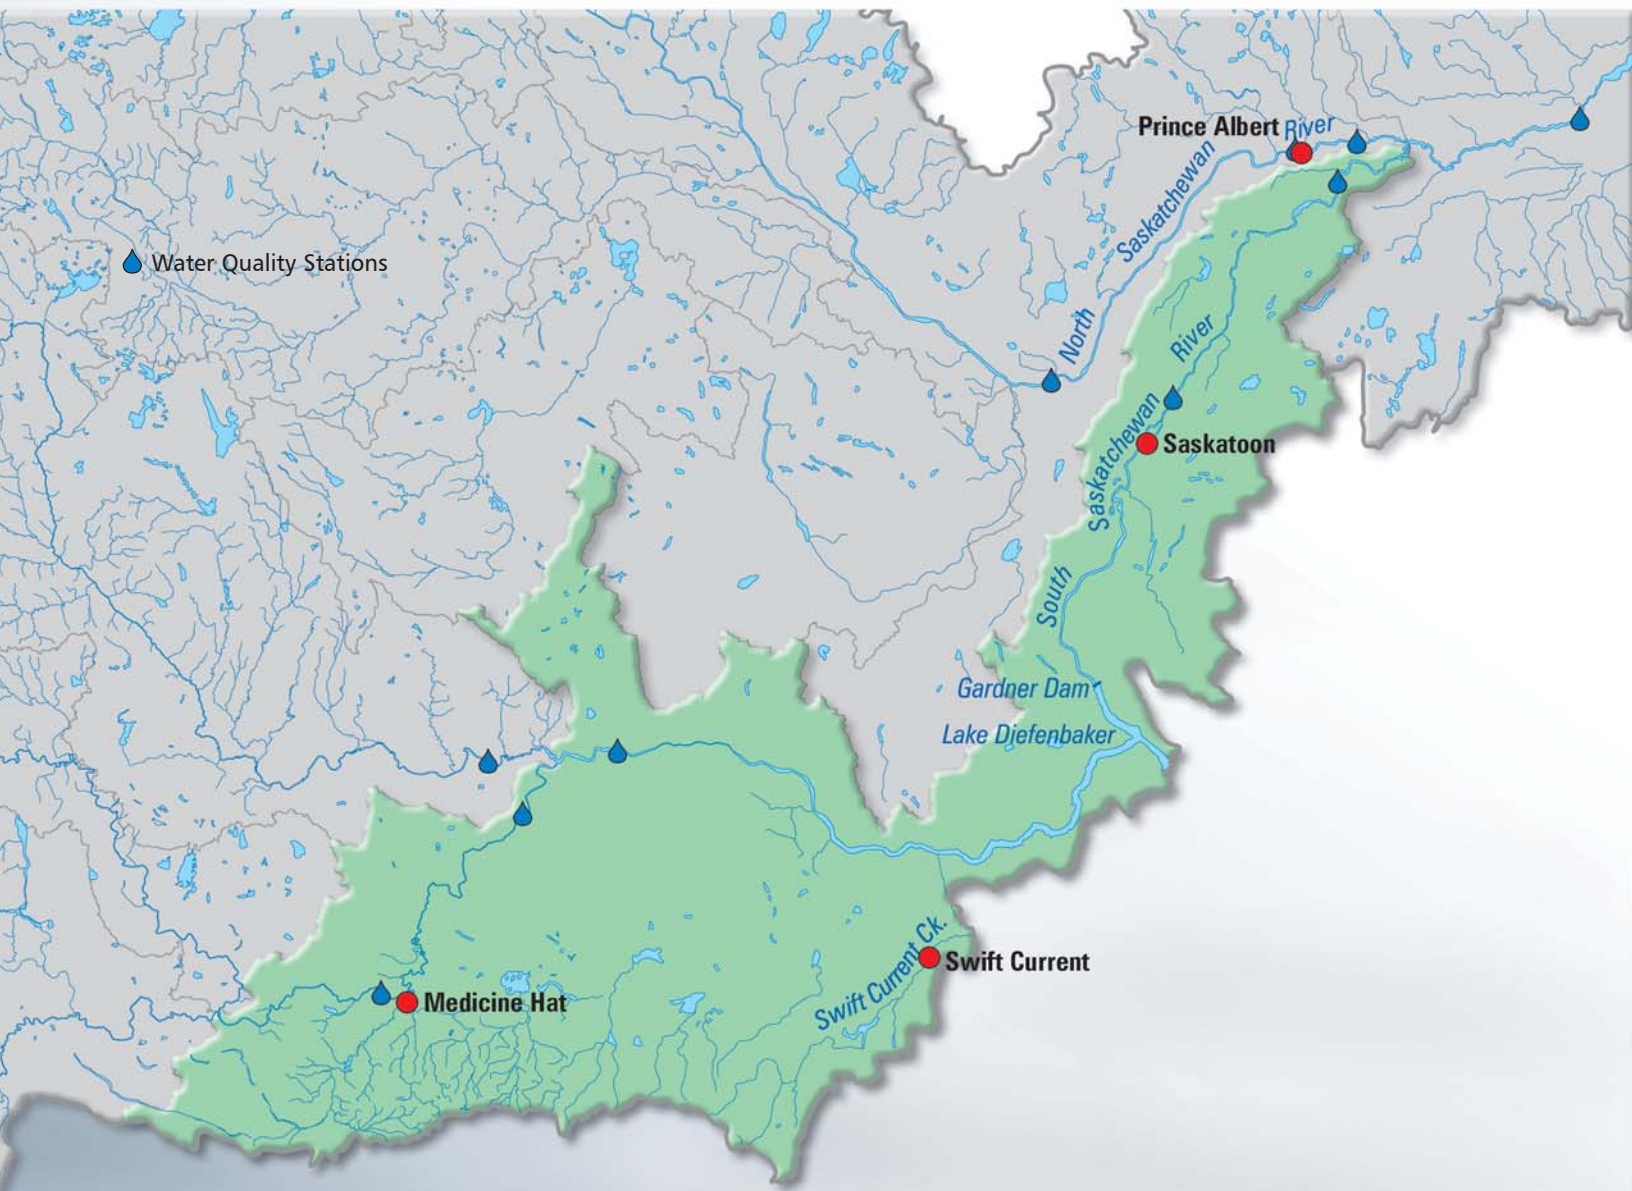 Prince Albert
River
Saskatchewan
North
Water Quality Stations
River
Saskatchewan
South
Saskatoon
Gardner Dam
Lake Diefenbaker
Swift Current Ck.
Swift Current
Medicine Hat